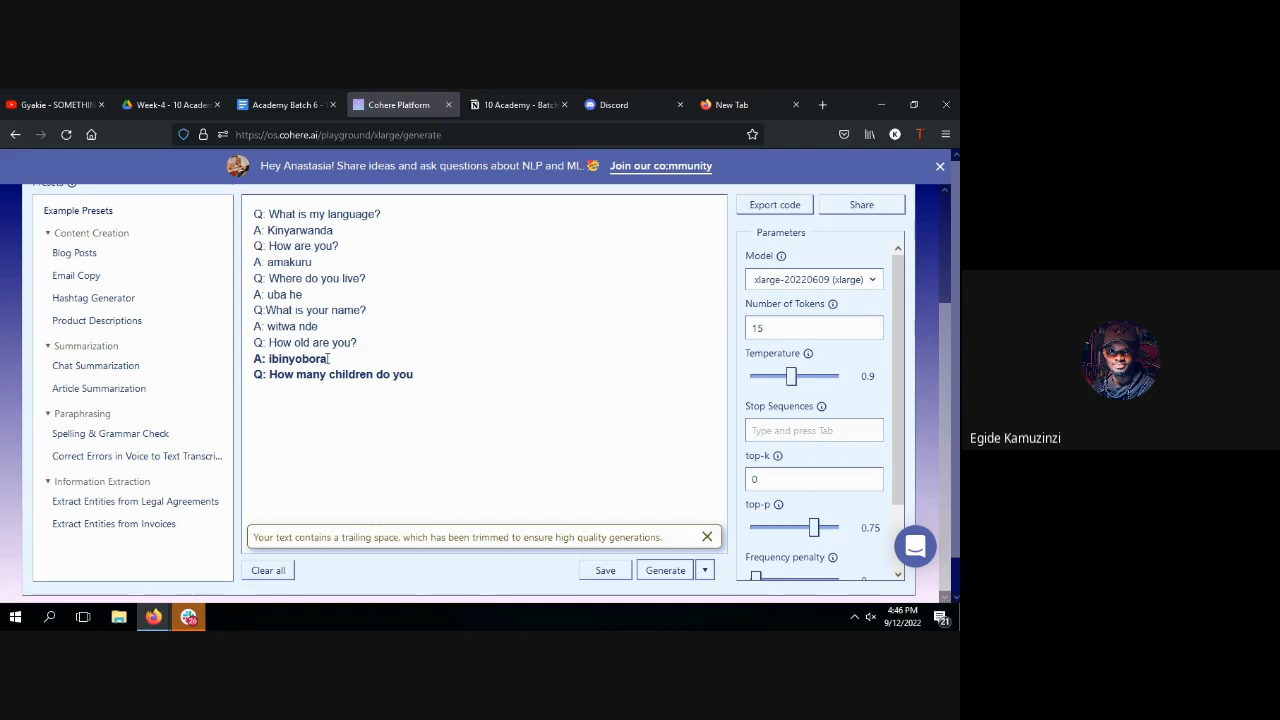 Gyakie - SOMETHIN
Week-4 - 10 Academ
Academy Batch 6 -
Cohere Platform
10 Academy - Batch
Discord
New Tab
https://os.cohere.ai/playground/xlarge/generate
Hey Anastasia! Share ideas and ask questions about NLP and ML. Join our co:mmunity
Presets
Example Presets
Content Creation
Blog Posts
Email Copy
Hashtag Generator
Product Descriptions
Summarization
Chat Summarization
Article Summarization
Paraphrasing
Spelling & Grammar Check
Correct Errors in Voice to Text Transcri...
Information Extraction
Extract Entities from Legal Agreements
Extract Entities from Invoices
Q: What is my language?
A: Kinyarwanda
Q: How are you?
A: amakuru
Q: Where do you live?
A: uba he
Q:What is your name?
A: witwa nde
Q: How old are you?
A: ibinyobora
Q: How many children do you
Your text contains a trailing space, which has been trimmed to ensure high quality generations.
Clear all
Save
Generate
Export code
Share
Parameters
Model
xlarge-20220609 (xlarge)
Number of Tokens
15
Temperature
0.9
Stop Sequences
Type and press Tab
top-k
0
top-p
0.75
Frequency penalty
4:46 PM
9/12/2022
Egide Kamuzinzi